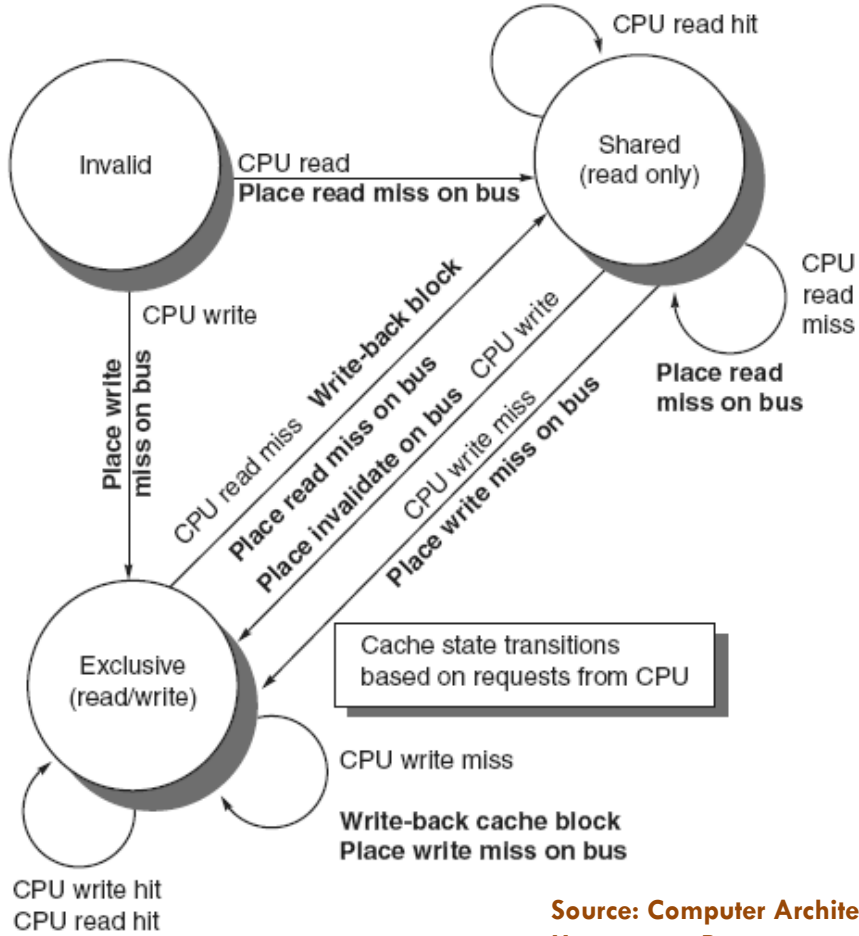 CPU read hit
Invalid
Shared
(read only)
CPU read
Place read miss on bus
CPU
read
miss
Place read
miss on bus
CPU write
Place write
miss on bus
CPU read miss Write-back block
Place read miss on bus
Place invalidate on bus CPU write
CPU write miss
Place write miss on bus
Cache state transitions
based on requests from CPU
Exclusive
(read/write)
CPU write miss
Write-back cache block
Place write miss on bus
CPU write hit
CPU read hit
Source: Computer Archite